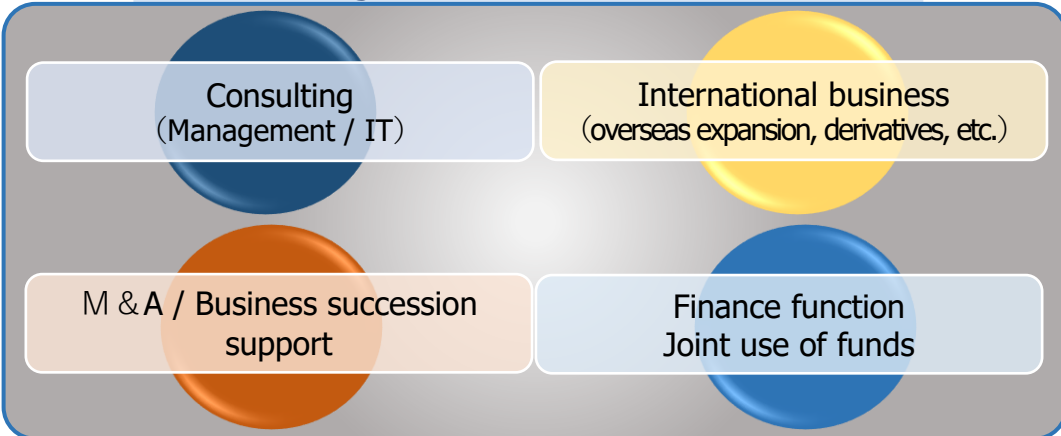 Consulting
（Management / IT）
International business
（overseas expansion, derivatives, etc.）
M＆A / Business succession
support
Finance function
Joint use of funds